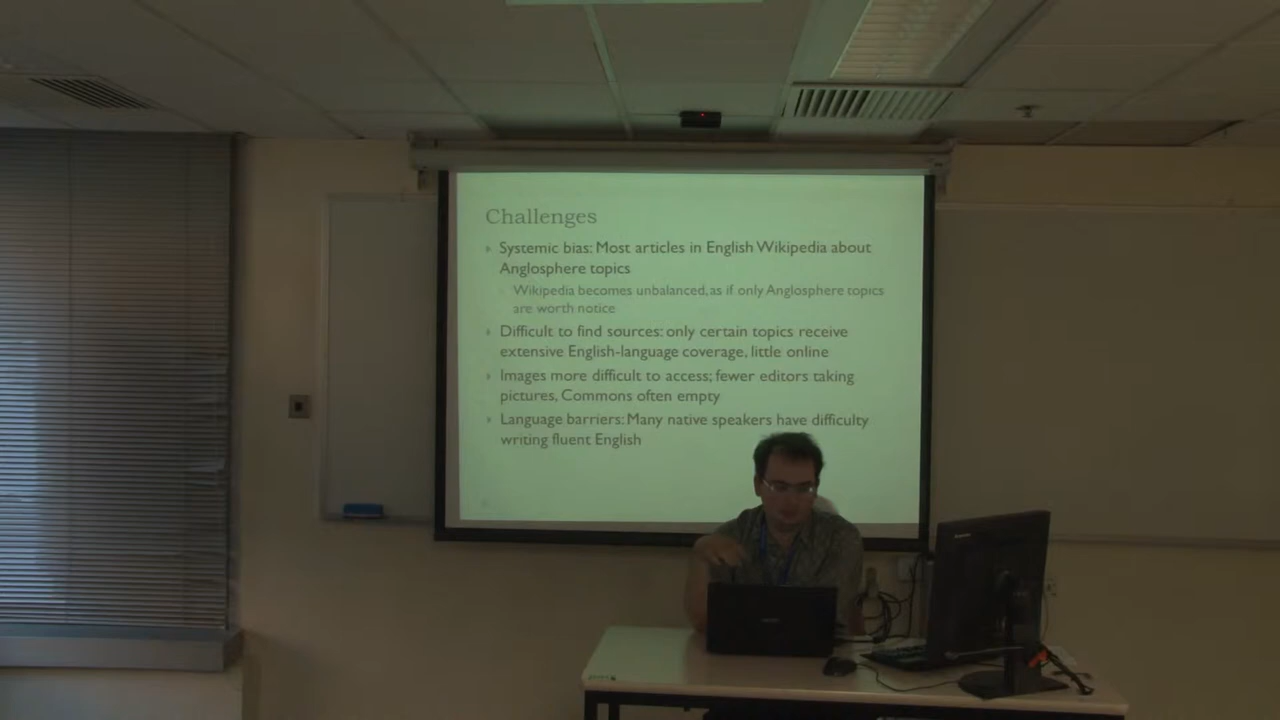 Challenges
Systemic bias: Most articles in English Wikipedia about
Anglosphere topics
Wikipedia becomes unbalanced, as if only Anglosphere topics
are worth notice
Difficult to find sources: only certain topics receive
extensive English-language coverage, little online
Images more difficult to access; fewer editors taking
pictures, Commons often empty
Language barriers: Many native speakers have difficulty
writing fluent English